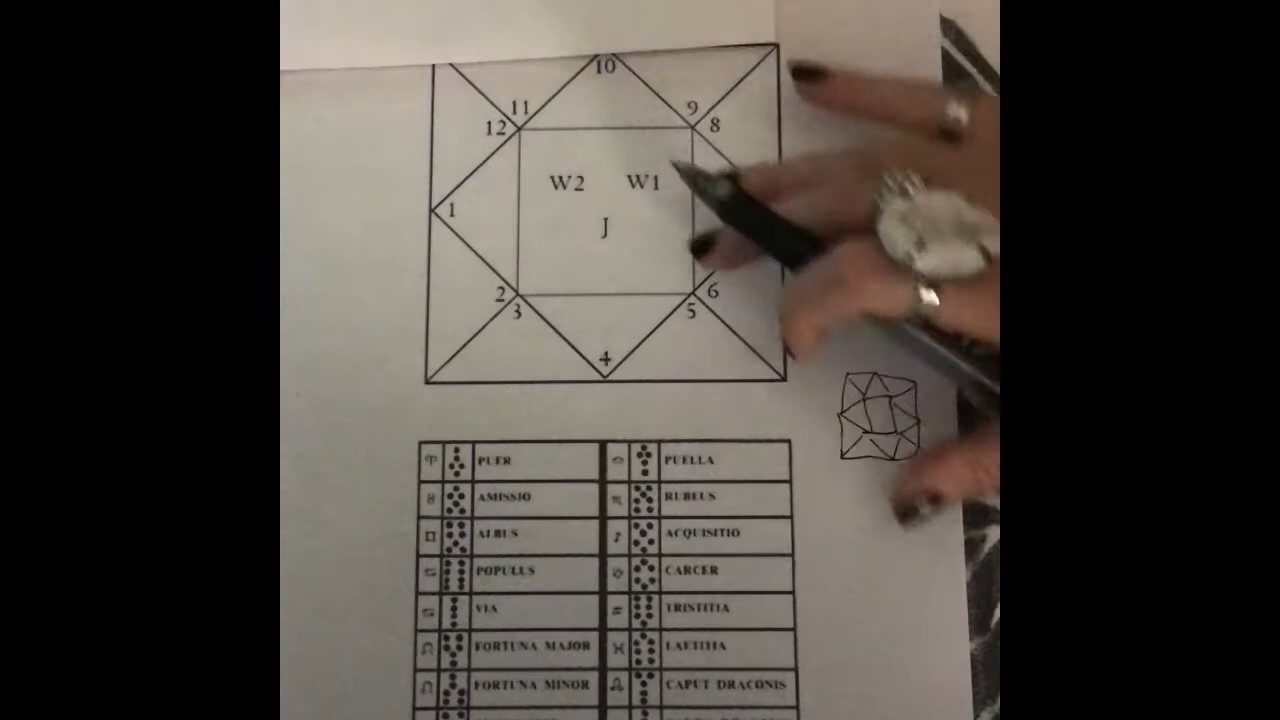 10
11 9
12 8
W2 W1
1
J
2 6
3 5
4
♈ PUER ♎ PUELLA
♉ AMISSIO ♏ RUBEUS
♊ ALBUS ♐ ACQUISITIO
♋ POPULUS ♑ CARCER
♋ VIA ♒ TRISTITIA
♌ FORTUNA MAJOR ♓ LAETITIA
♌ FORTUNA MINOR ☊ CAPUT DRACONIS